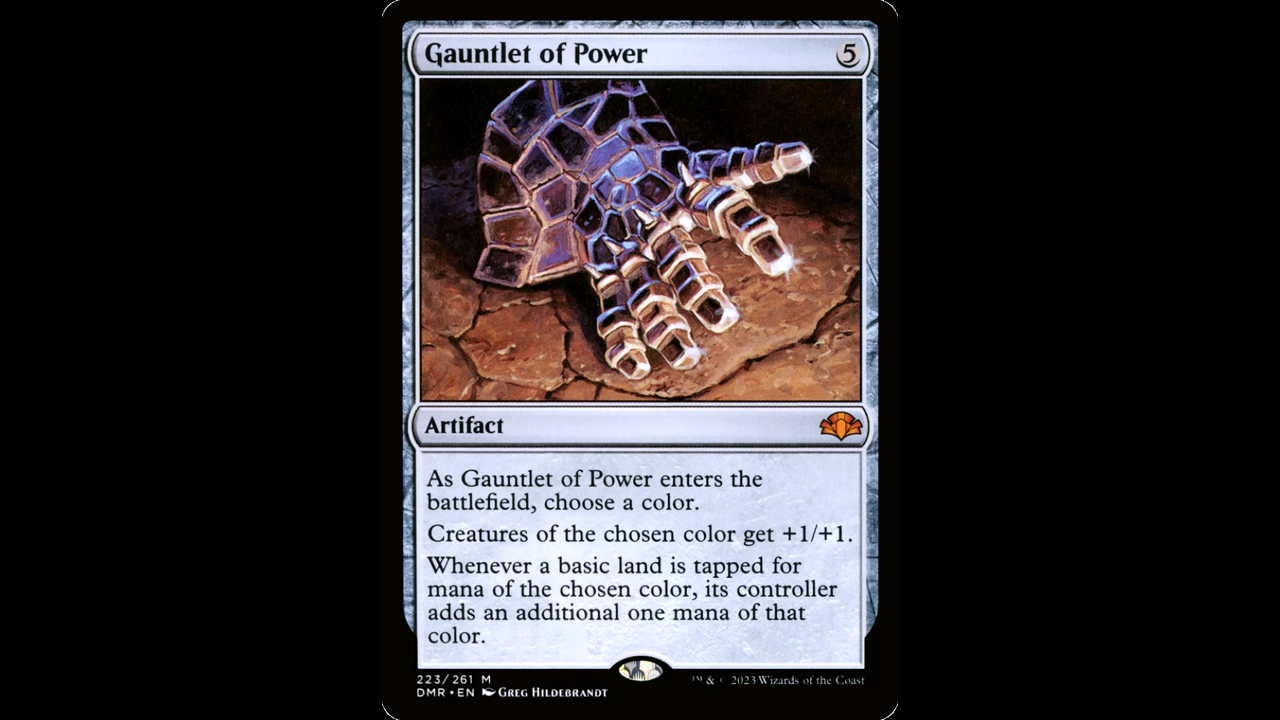 Gauntlet of Power 5
Artifact
As Gauntlet of Power enters the
battlefield, choose a color.
Creatures of the chosen color get +1/+1.
Whenever a basic land is tapped for
mana of the chosen color, its controller
adds an additional one mana of that
color.
223/261 M
DMR • EN Greg Hildebrandt
™ & © 2023 Wizards of the Coast